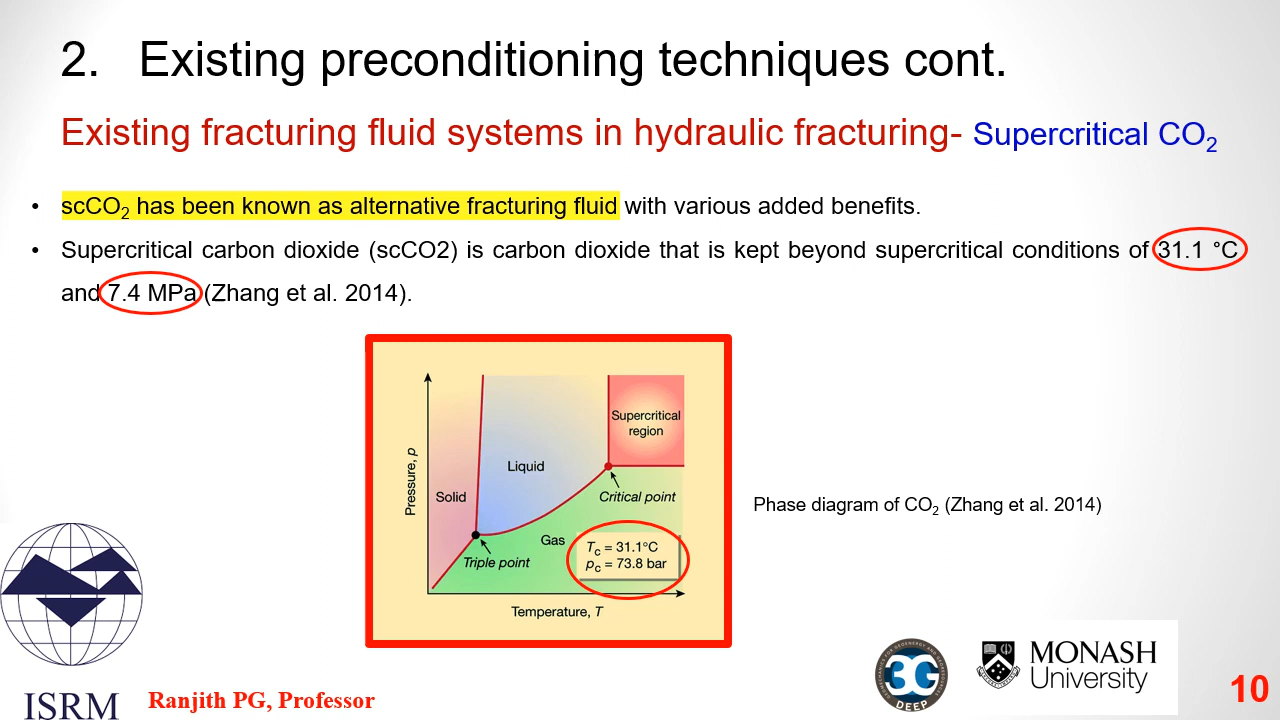 2. Existing preconditioning techniques cont.
Existing fracturing fluid systems in hydraulic fracturing- Supercritical CO2
• scCO2 has been known as alternative fracturing fluid with various added benefits.
• Supercritical carbon dioxide (scCO2) is carbon dioxide that is kept beyond supercritical conditions of 31.1 °C
and 7.4 MPa (Zhang et al. 2014).
Pressure, p
Solid
Liquid
Supercritical
region
Critical point
Gas
Triple point
Tc = 31.1°C
pc = 73.8 bar
Temperature, T
Phase diagram of CO2 (Zhang et al. 2014)
ISRM
Ranjith PG, Professor
3G
DEEP
MONASH
University
10